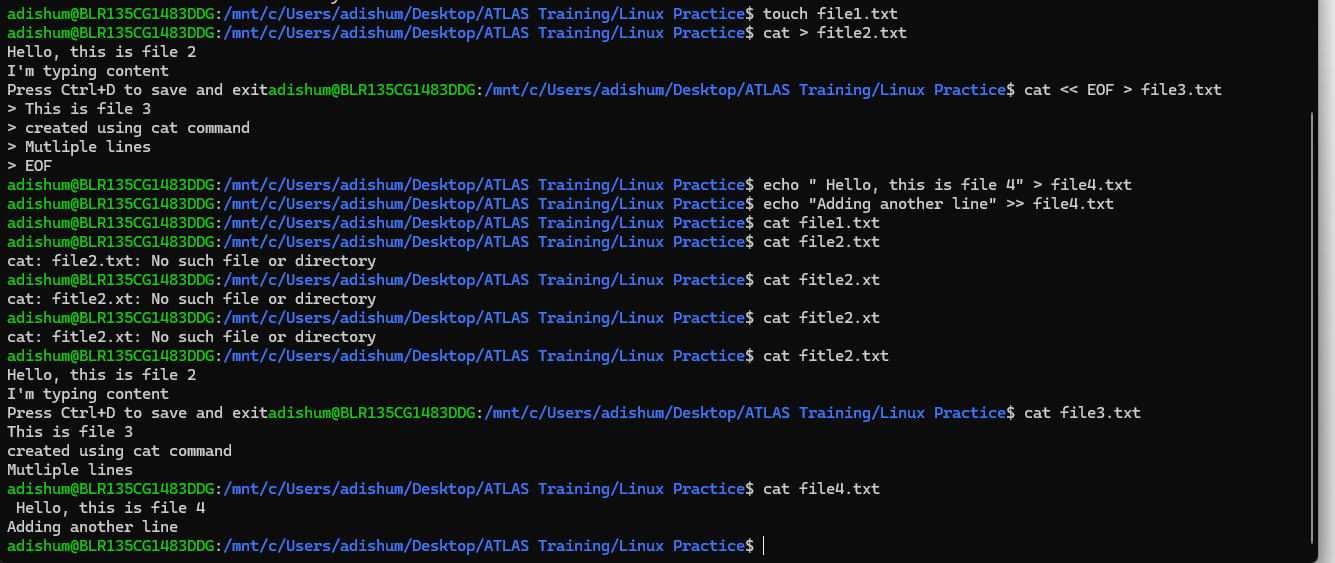 adishum@BLR135CG1483DDG:/mnt/c/Users/adishum/Desktop/ATLAS Training/Linux Practice$ touch file1.txt
adishum@BLR135CG1483DDG:/mnt/c/Users/adishum/Desktop/ATLAS Training/Linux Practice$ cat > fitle2.txt
Hello, this is file 2
I'm typing content
Press Ctrl+D to save and exitadishum@BLR135CG1483DDG:/mnt/c/Users/adishum/Desktop/ATLAS Training/Linux Practice$ cat << EOF > file3.txt
> This is file 3
> created using cat command
> Mutliple lines
> EOF
adishum@BLR135CG1483DDG:/mnt/c/Users/adishum/Desktop/ATLAS Training/Linux Practice$ echo " Hello, this is file 4" > file4.txt
adishum@BLR135CG1483DDG:/mnt/c/Users/adishum/Desktop/ATLAS Training/Linux Practice$ echo "Adding another line" >> file4.txt
adishum@BLR135CG1483DDG:/mnt/c/Users/adishum/Desktop/ATLAS Training/Linux Practice$ cat file1.txt
adishum@BLR135CG1483DDG:/mnt/c/Users/adishum/Desktop/ATLAS Training/Linux Practice$ cat file2.txt
cat: file2.txt: No such file or directory
adishum@BLR135CG1483DDG:/mnt/c/Users/adishum/Desktop/ATLAS Training/Linux Practice$ cat fitle2.xt
cat: fitle2.xt: No such file or directory
adishum@BLR135CG1483DDG:/mnt/c/Users/adishum/Desktop/ATLAS Training/Linux Practice$ cat fitle2.xt
cat: fitle2.xt: No such file or directory
adishum@BLR135CG1483DDG:/mnt/c/Users/adishum/Desktop/ATLAS Training/Linux Practice$ cat fitle2.txt
Hello, this is file 2
I'm typing content
Press Ctrl+D to save and exitadishum@BLR135CG1483DDG:/mnt/c/Users/adishum/Desktop/ATLAS Training/Linux Practice$ cat file3.txt
This is file 3
created using cat command
Mutliple lines
adishum@BLR135CG1483DDG:/mnt/c/Users/adishum/Desktop/ATLAS Training/Linux Practice$ cat file4.txt
 Hello, this is file 4
Adding another line
adishum@BLR135CG1483DDG:/mnt/c/Users/adishum/Desktop/ATLAS Training/Linux Practice$